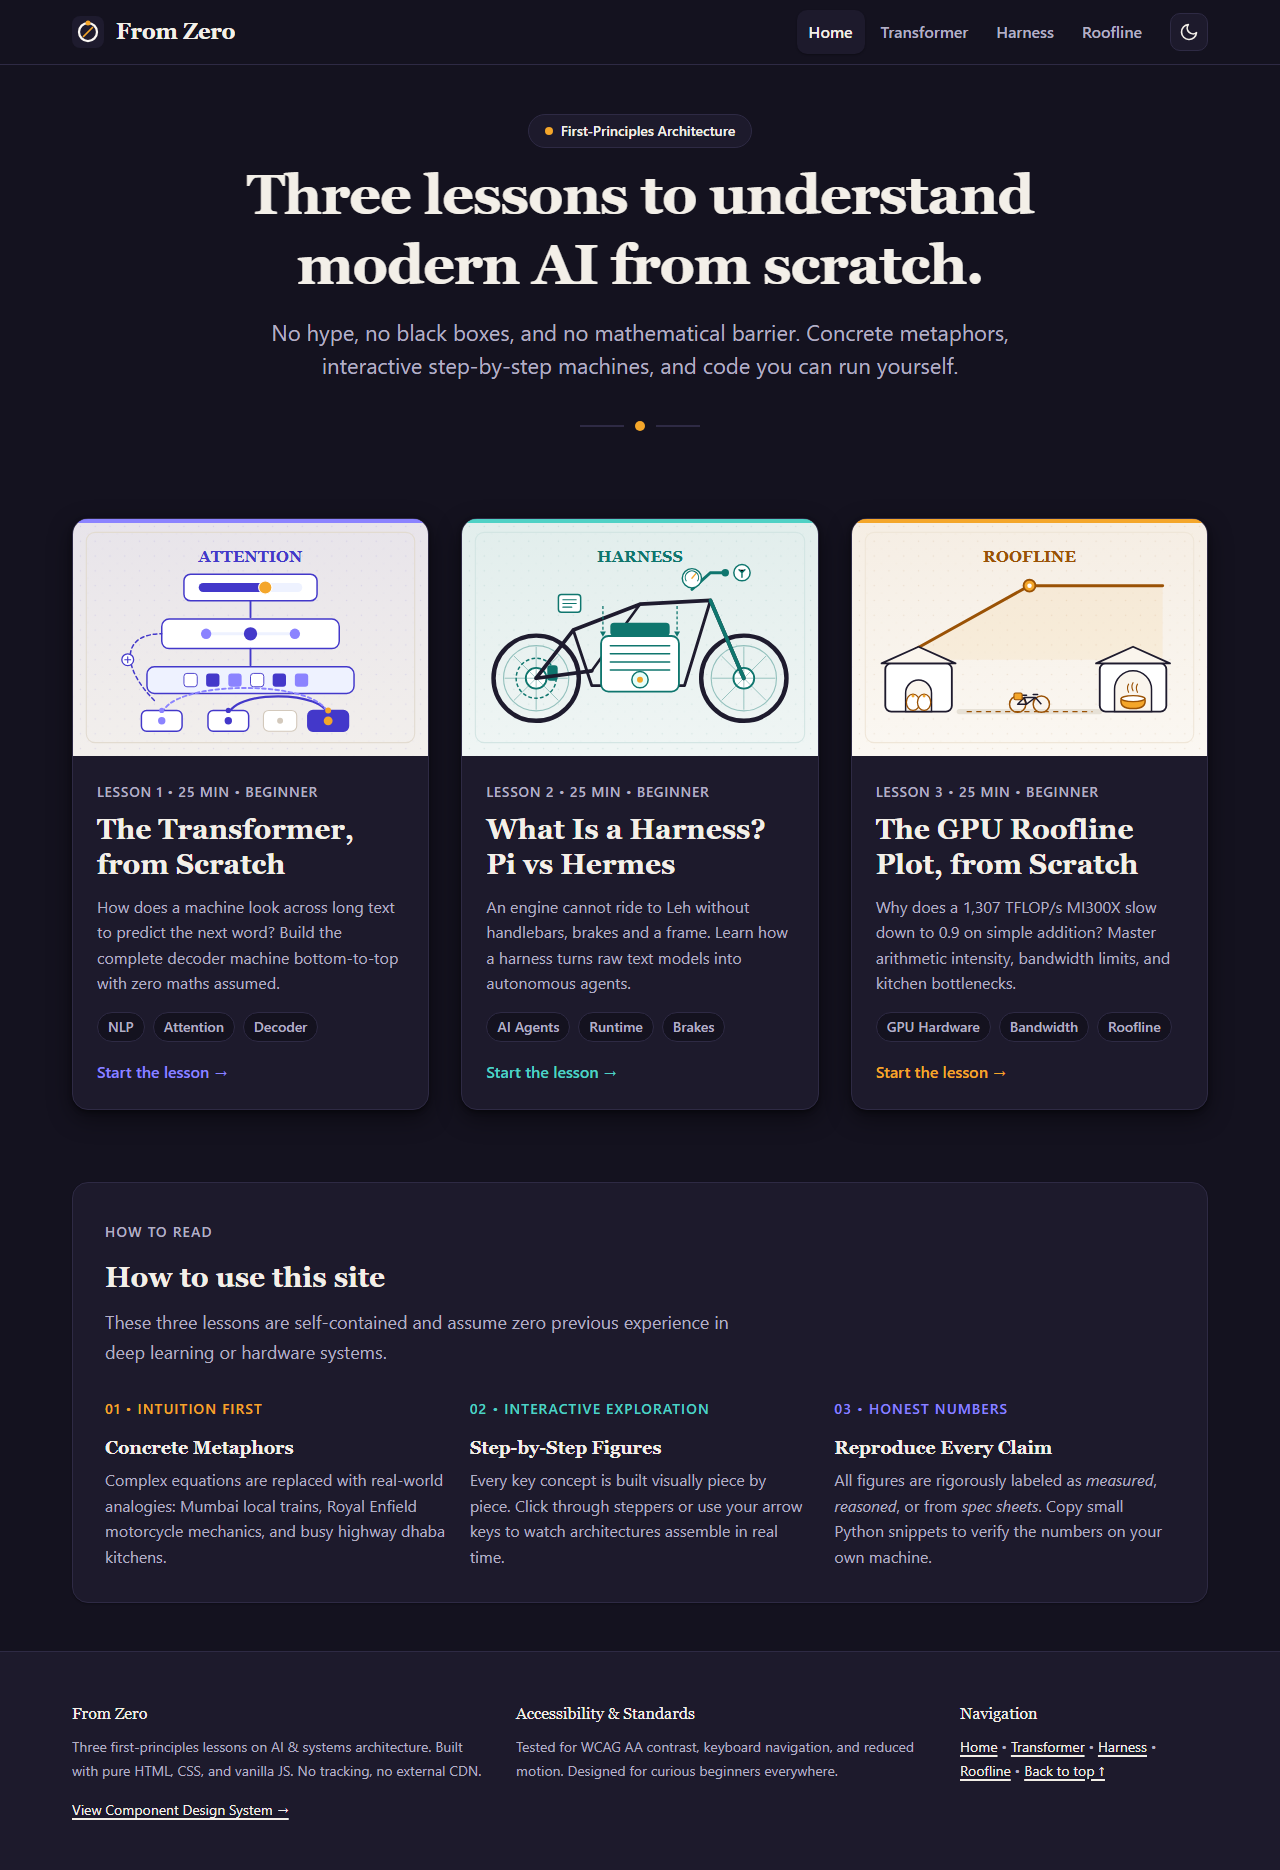 From Zero
Home
Transformer
Harness
Roofline
First-Principles Architecture
Three lessons to understand
modern AI from scratch.
No hype, no black boxes, and no mathematical barrier. Concrete metaphors,
interactive step-by-step machines, and code you can run yourself.
ATTENTION
LESSON 1 • 25 MIN • BEGINNER
The Transformer,
from Scratch
How does a machine look across long text
to predict the next word? Build the
complete decoder machine bottom-to-top
with zero maths assumed.
NLP
Attention
Decoder
Start the lesson →
HARNESS
LESSON 2 • 25 MIN • BEGINNER
What Is a Harness?
Pi vs Hermes
An engine cannot ride to Leh without
handlebars, brakes and a frame. Learn how
a harness turns raw text models into
autonomous agents.
AI Agents
Runtime
Brakes
Start the lesson →
ROOFLINE
LESSON 3 • 25 MIN • BEGINNER
The GPU Roofline
Plot, from Scratch
Why does a 1,307 TFLOP/s MI300X slow
down to 0.9 on simple addition? Master
arithmetic intensity, bandwidth limits, and
kitchen bottlenecks.
GPU Hardware
Bandwidth
Roofline
Start the lesson →
HOW TO READ
How to use this site
These three lessons are self-contained and assume zero previous experience in
deep learning or hardware systems.
01 • INTUITION FIRST
Concrete Metaphors
Complex equations are replaced with real-world
analogies: Mumbai local trains, Royal Enfield
motorcycle mechanics, and busy highway dhaba
kitchens.
02 • INTERACTIVE EXPLORATION
Step-by-Step Figures
Every key concept is built visually piece by
piece. Click through steppers or use your arrow
keys to watch architectures assemble in real
time.
03 • HONEST NUMBERS
Reproduce Every Claim
All figures are rigorously labeled as measured,
reasoned, or from spec sheets. Copy small
Python snippets to verify the numbers on your
own machine.
From Zero
Three first-principles lessons on AI & systems architecture. Built
with pure HTML, CSS, and vanilla JS. No tracking, no external CDN.
View Component Design System →
Accessibility & Standards
Tested for WCAG AA contrast, keyboard navigation, and reduced
motion. Designed for curious beginners everywhere.
Navigation
Home • Transformer • Harness •
Roofline • Back to top ↑